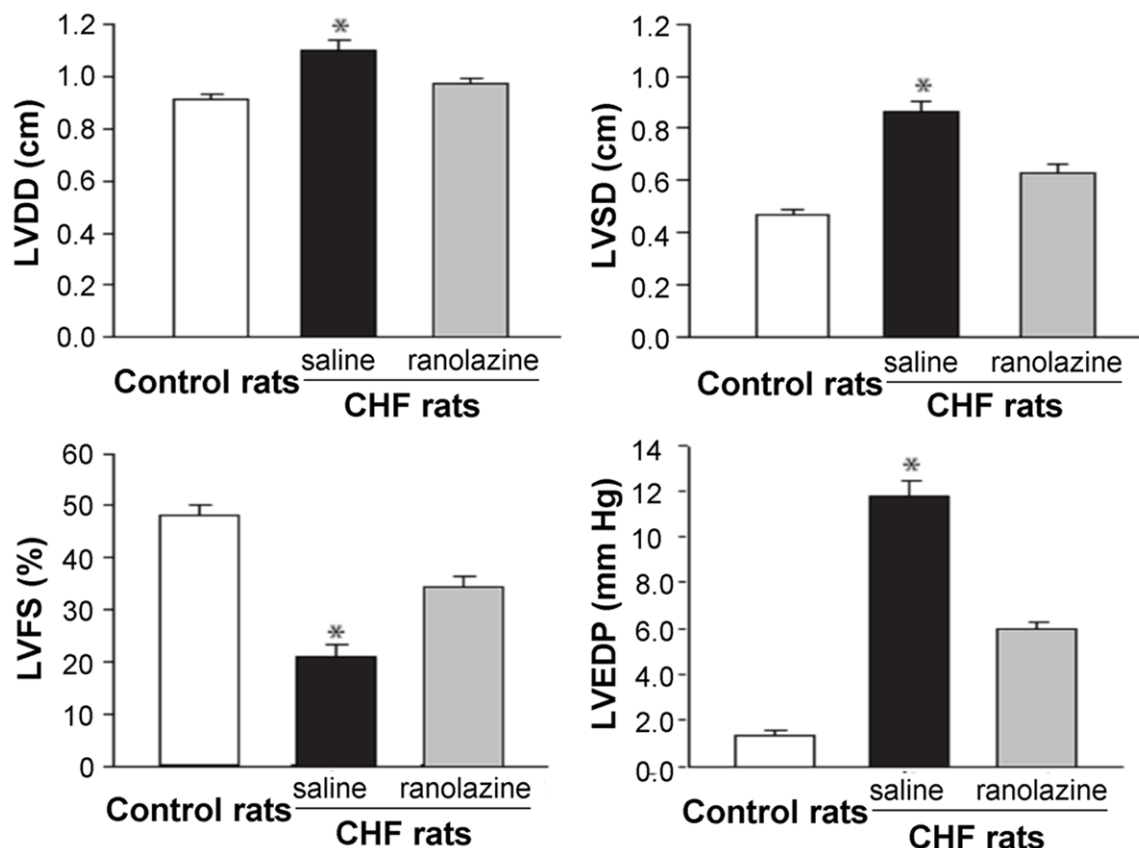 LVDD (cm)
1.2
1.0
0.8
0.6
0.4
0.2
0.0
*
saline ranolazine
Control rats
CHF rats
LVSD (cm)
1.2
1.0
0.8
0.6
0.4
0.2
0.0
*
saline ranolazine
Control rats
CHF rats
LVFS (%)
60
50
40
30
20
10
0
*
saline ranolazine
Control rats
CHF rats
LVEDP (mm Hg)
14
12
10
8.0
6.0
4.0
2.0
0.0
*
saline ranolazine
Control rats
CHF rats